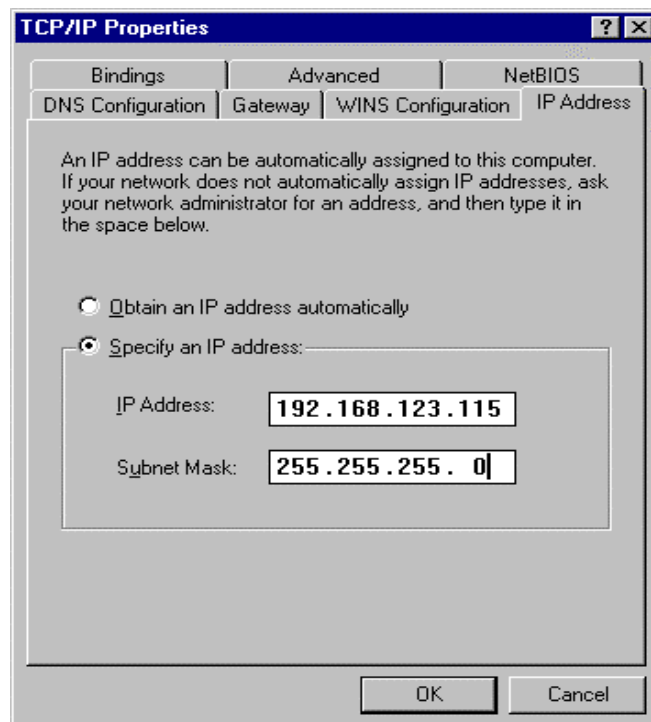 TCP/IP Properties
Bindings
Advanced
NetBIOS
DNS Configuration
Gateway
WINS Configuration
IP Address
An IP address can be automatically assigned to this computer.
If your network does not automatically assign IP addresses, ask
your network administrator for an address, and then type it in
the space below.
Obtain an IP address automatically
Specify an IP address:
IP Address: 192.168.123.115
Subnet Mask: 255.255.255. 0
OK
Cancel